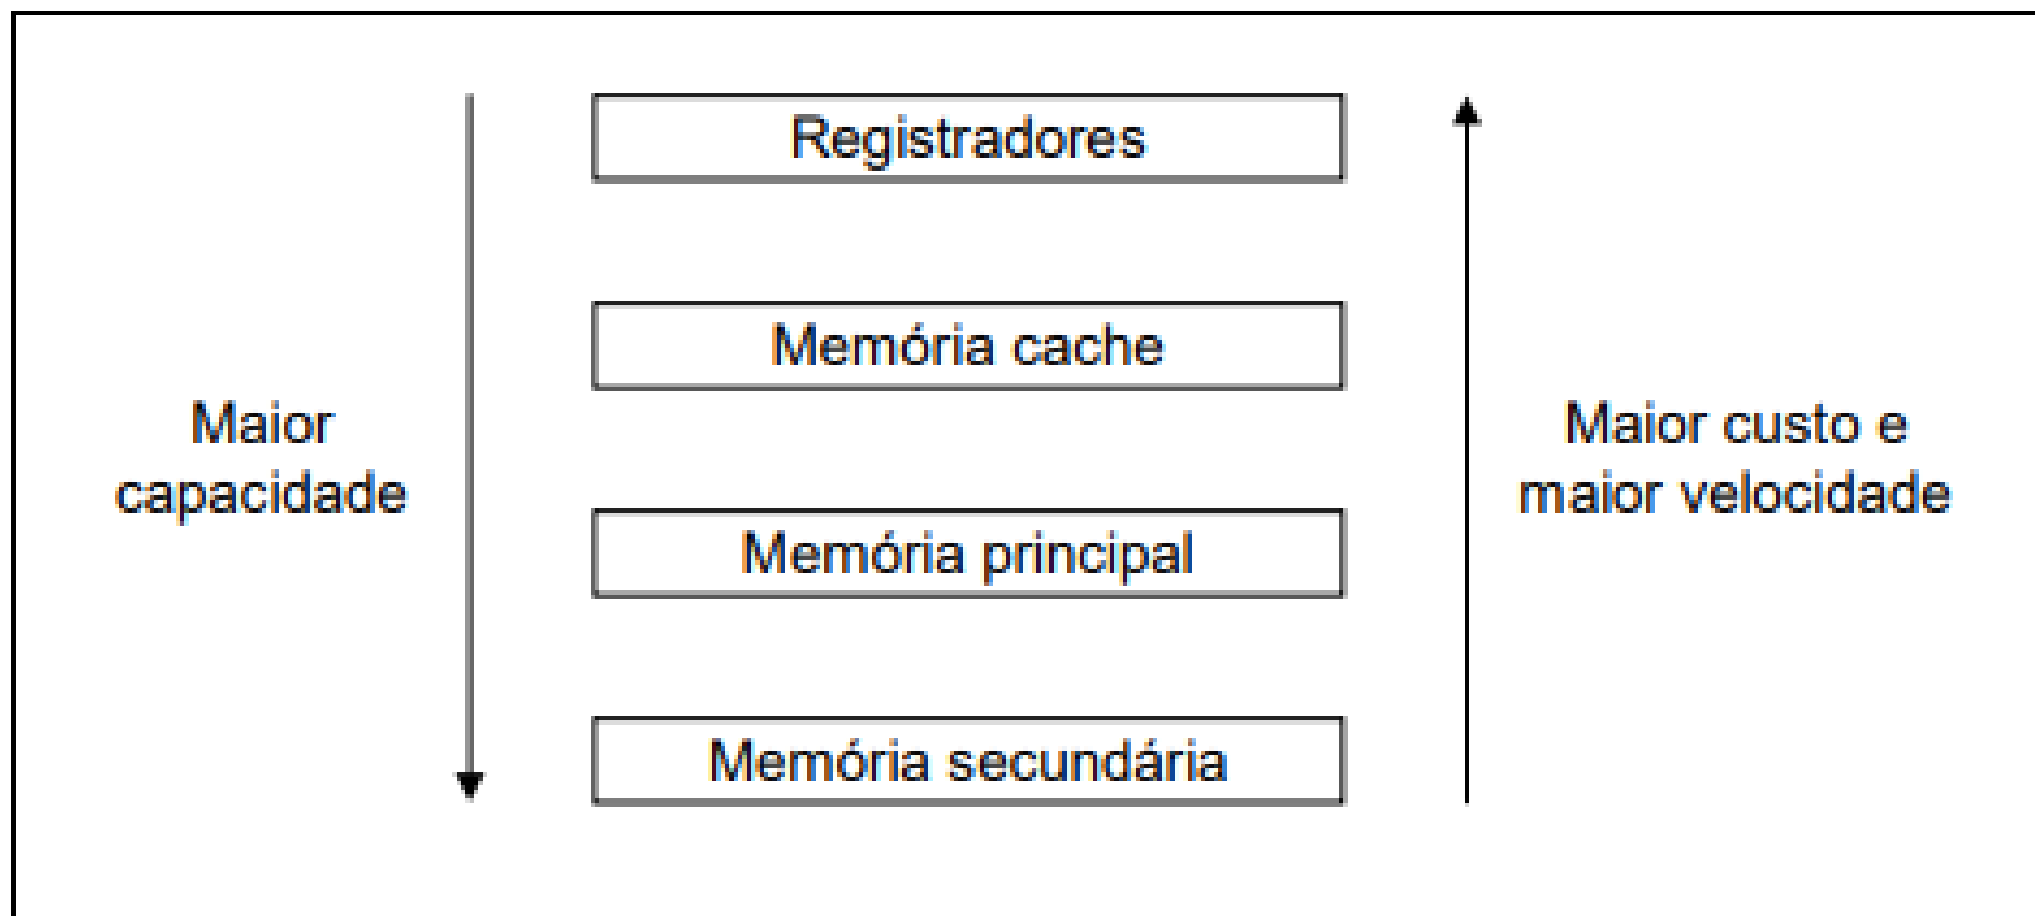 Registradores
Memória cache
Maior
capacidade
Maior custo e
maior velocidade
Memória principal
Memória secundária